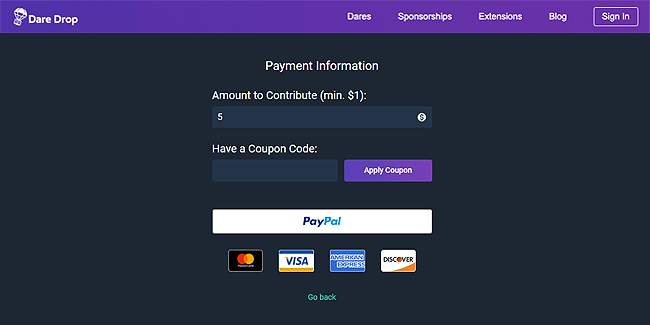 Dare Drop Dares Sponsorships Extensions Blog Sign In
Payment Information
Amount to Contribute (min. $1):
5 $
Have a Coupon Code:
Apply Coupon
PayPal
mastercard VISA AMERICAN EXPRESS DISCOVER
Go back